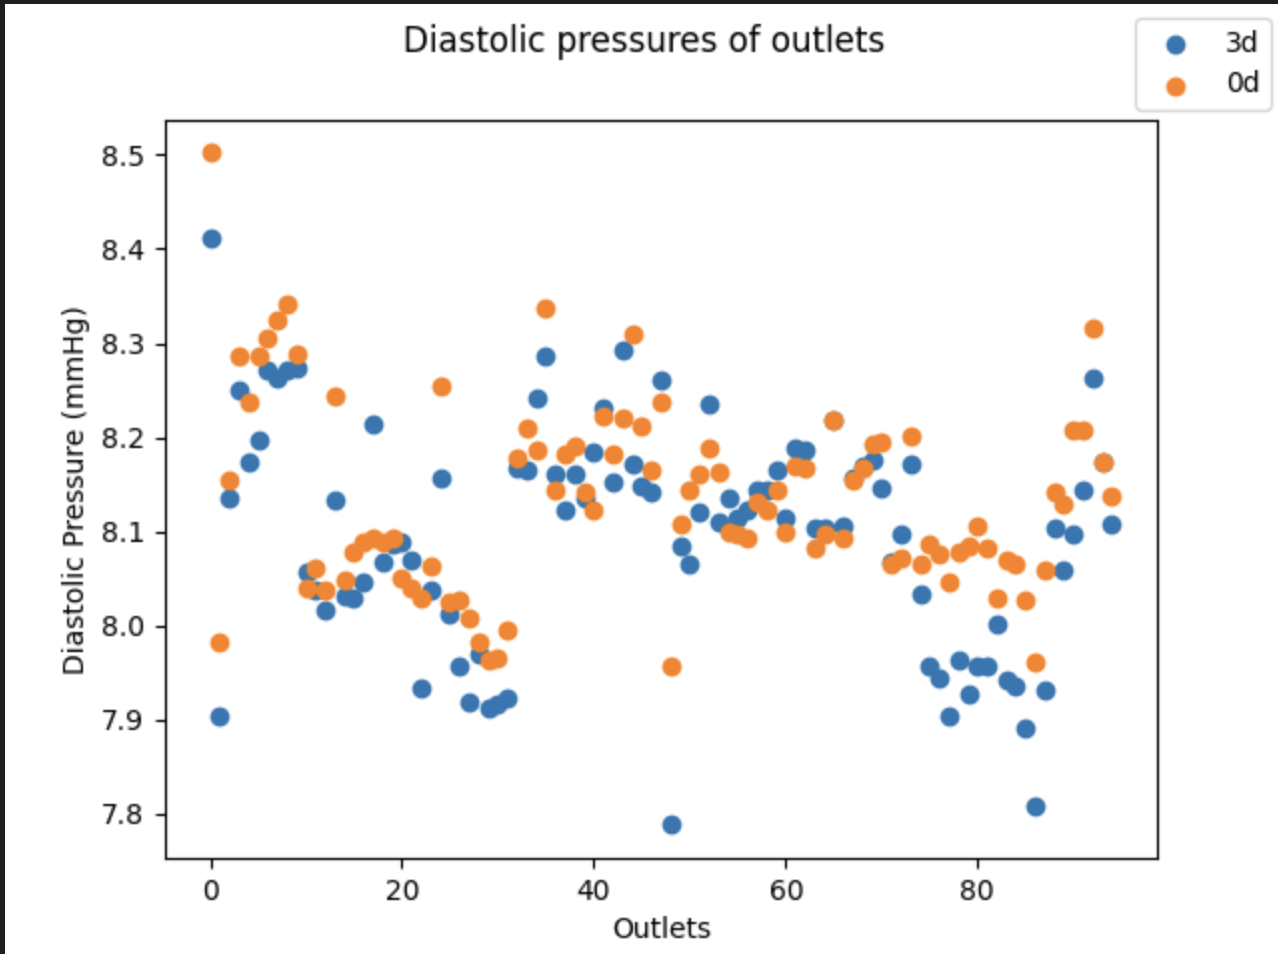 Diastolic pressures of outlets
3d
0d
8.5
8.4
8.3
8.2
8.1
8.0
7.9
7.8
Diastolic Pressure (mmHg)
0 20 40 60 80
Outlets